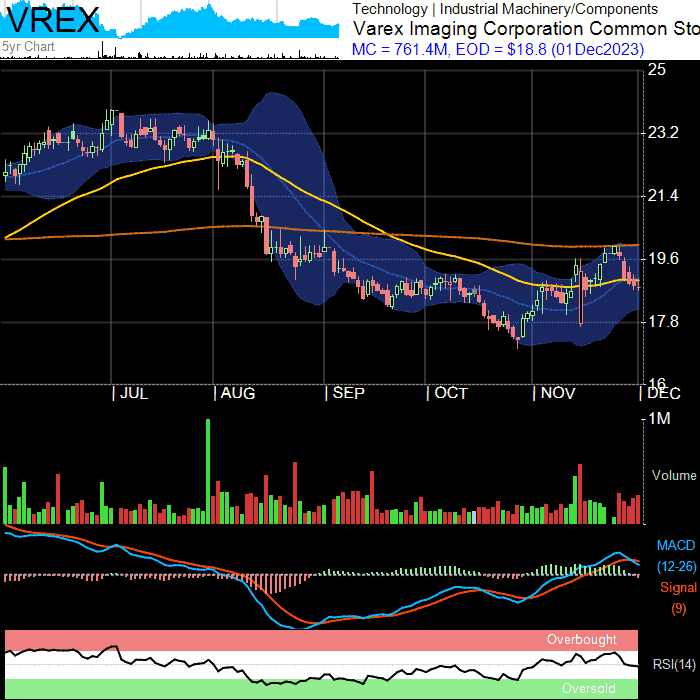 VREX
5yr Chart
Technology | Industrial Machinery/Components
Varex Imaging Corporation Common Sto
MC = 761.4M, EOD = $18.8 (01Dec2023)
25
23.2
21.4
19.6
17.8
16
| JUL
| AUG
| SEP
| OCT
| NOV
| DEC
1M
Volume
MACD
(12-26)
Signal
(9)
Overbought
RSI(14)
Oversold